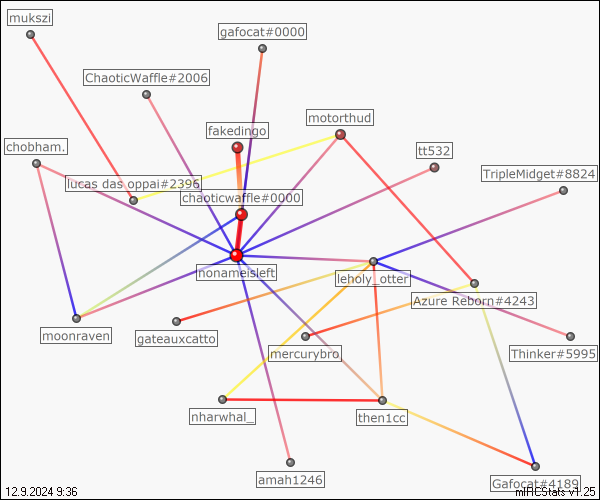 mukszi
gafocat#0000
ChaoticWaffle#2006
fakedingo
motorthud
chobham.
tt532
TripleMidget#8824
lucas das oppai#2396
chaoticwaffle#0000
nonameisleft
leholy_otter
Azure Reborn#4243
moonraven
gateauxcatto
mercurybro
Thinker#5995
nharwhal_
then1cc
amah1246
Gafocat#4189
12.9.2024 9:36
mIRCStats v1.25